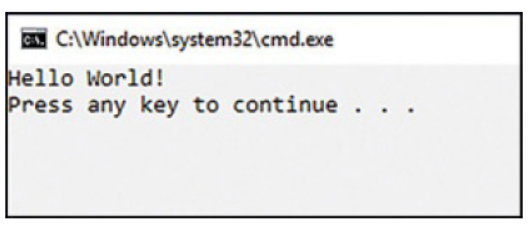 C:\Windows\system32\cmd.exe
Hello World!
Press any key to continue . . .